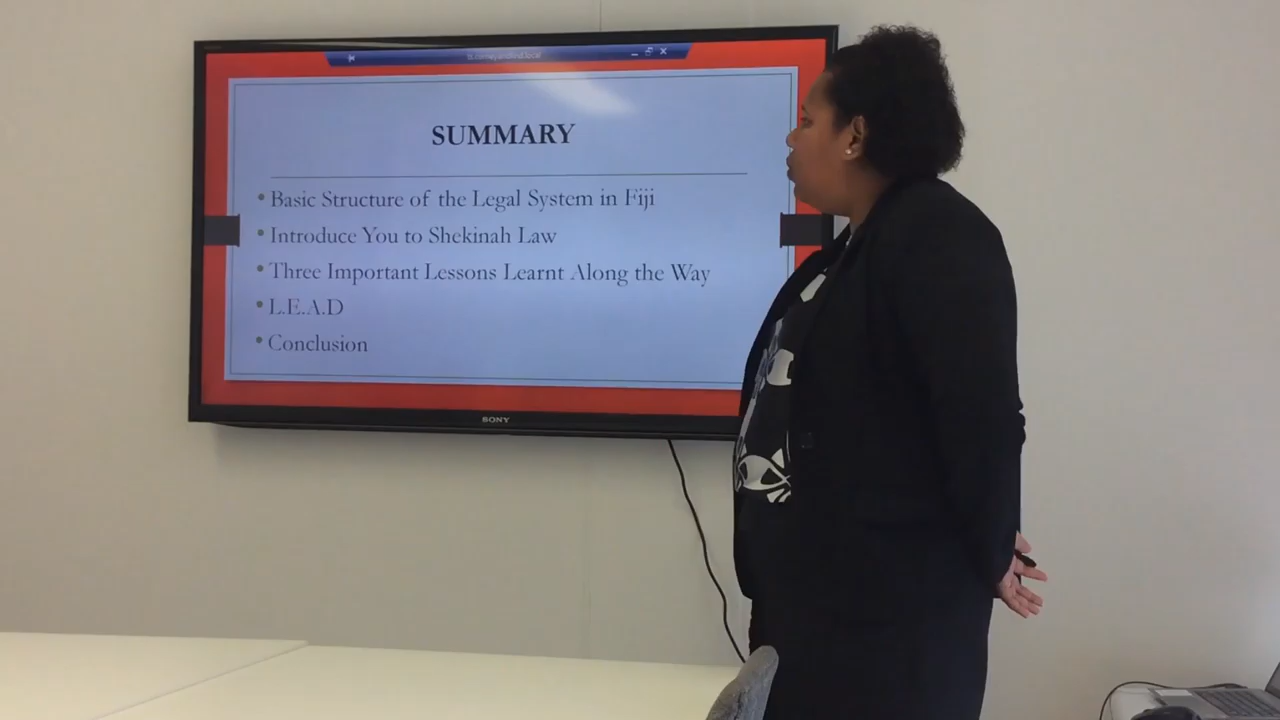 SUMMARY
• Basic Structure of the Legal System in Fiji
• Introduce You to Shekinah Law
• Three Important Lessons Learnt Along the Way
• L.E.A.D
• Conclusion
SONY